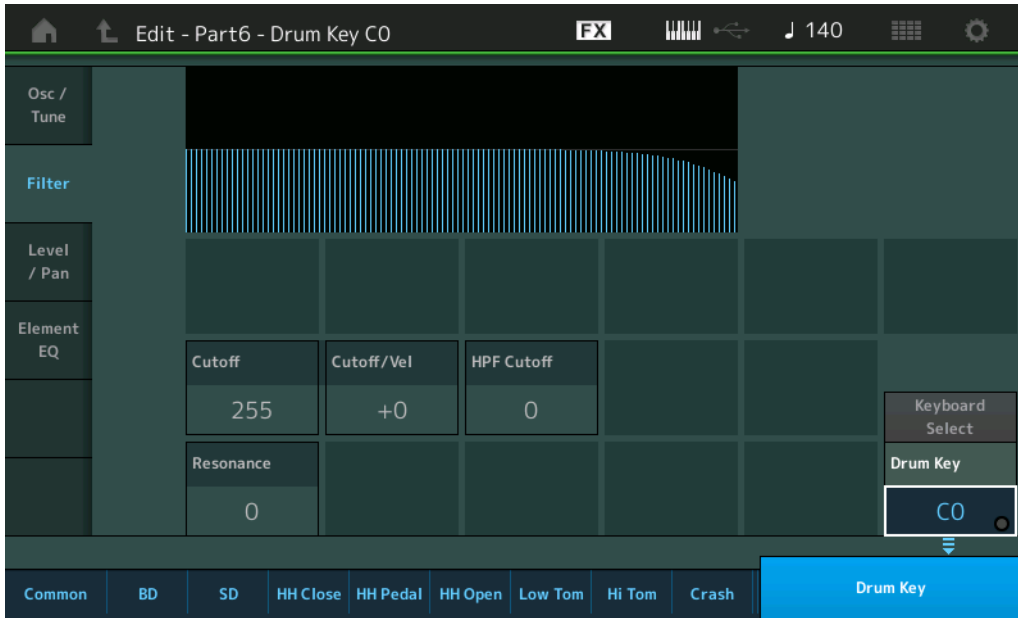 Edit - Part6 - Drum Key C0
FX
♩ 140
Osc /
Tune
Filter
Level
/ Pan
Element
EQ
Cutoff
255
Cutoff/Vel
+0
HPF Cutoff
0
Resonance
0
Keyboard
Select
Drum Key
C0
Common
BD
SD
HH Close
HH Pedal
HH Open
Low Tom
Hi Tom
Crash
Drum Key